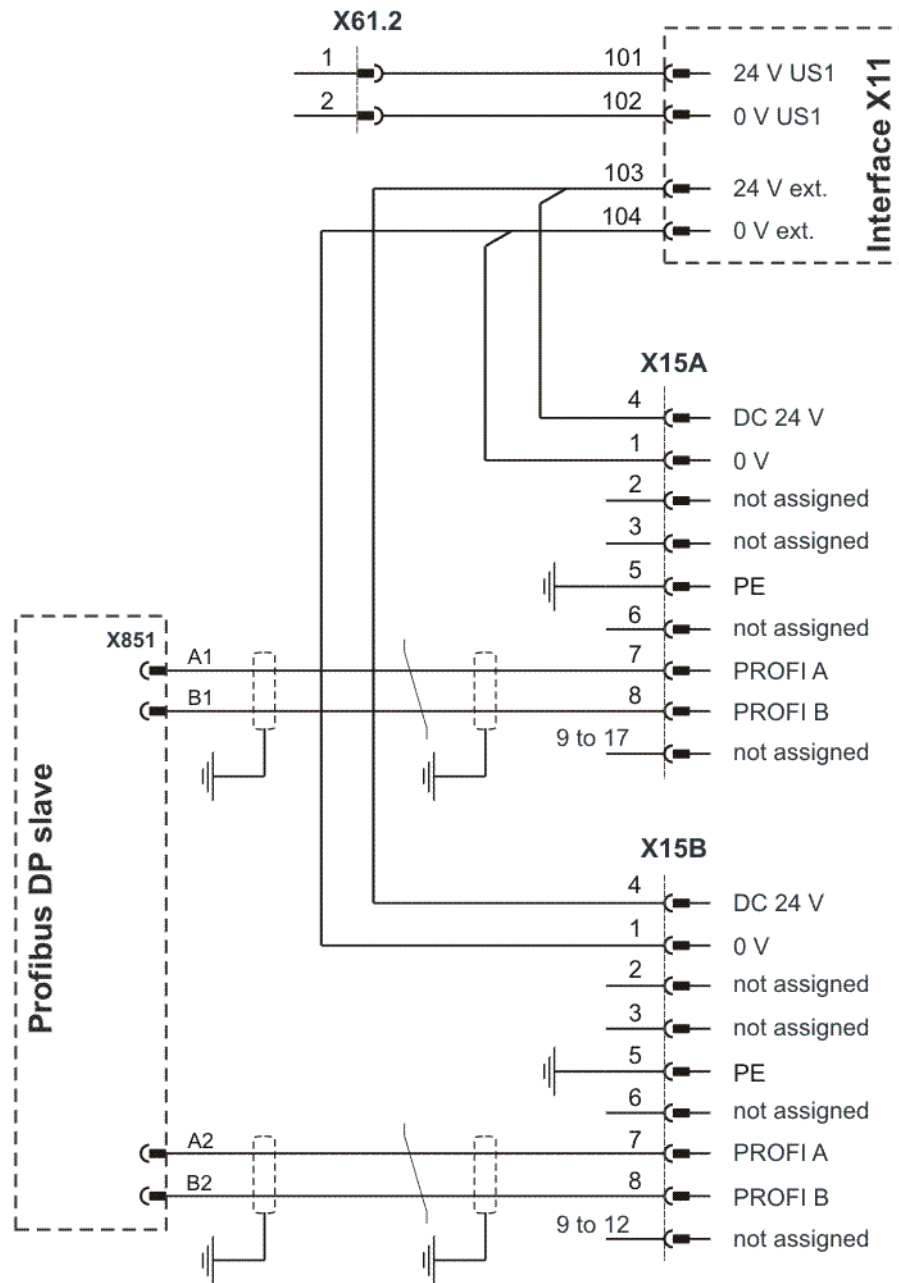 X61.2
1 101 24 V US1
2 102 0 V US1
103 24 V ext.
104 0 V ext.
Interface X11
X15A
4 DC 24 V
1 0 V
2 not assigned
3 not assigned
5 PE
6 not assigned
X851
A1 7 PROFI A
B1 8 PROFI B
9 to 17 not assigned
Profibus DP slave
X15B
4 DC 24 V
1 0 V
2 not assigned
3 not assigned
5 PE
6 not assigned
A2 7 PROFI A
B2 8 PROFI B
9 to 12 not assigned